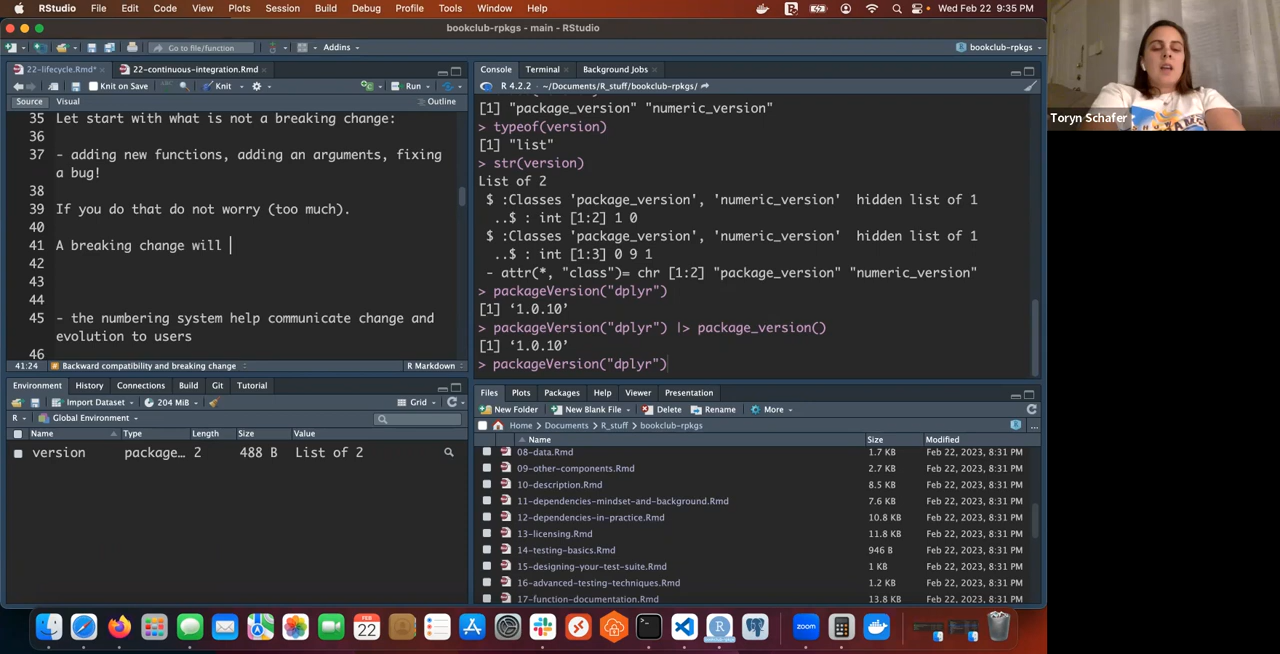 RStudio File Edit Code View Plots Session Build Debug Profile Tools Window Help Wed Feb 22 9:35 PM
bookclub-rpkgs - main - RStudio
Go to file/function Addins bookclub-rpkgs
22-lifecycle.Rmd* 22-continuous-integration.Rmd
Knit on Save Knit Run
Source Visual Outline
35 Let start with what is not a breaking change:
36
37 - adding new functions, adding an arguments, fixing
a bug!
38
39 If you do that do not worry (too much).
40
41 A breaking change will
42
43
44
45 - the numbering system help communicate change and
evolution to users
46
41:24 Backward compatibility and breaking change R Markdown
Console Terminal Background Jobs
R 4.2.2 · ~/Documents/R_stuff/bookclub-rpkgs/
[1] "package_version" "numeric_version"
> typeof(version)
[1] "list"
> str(version)
List of 2
$ :Classes 'package_version', 'numeric_version' hidden list of 1
..$ : int [1:2] 1 0
$ :Classes 'package_version', 'numeric_version' hidden list of 1
..$ : int [1:3] 0 9 1
- attr(*, "class")= chr [1:2] "package_version" "numeric_version"
> packageVersion("dplyr")
[1] ‘1.0.10’
> packageVersion("dplyr") |> package_version()
[1] ‘1.0.10’
> packageVersion("dplyr")
Environment History Connections Build Git Tutorial
Import Dataset 204 MiB Grid
R Global Environment
Name Type Length Size Value
version package... 2 488 B List of 2
Files Plots Packages Help Viewer Presentation
New Folder New Blank File Delete Rename More
Home Documents R_stuff bookclub-rpkgs
Name Size Modified
08-data.Rmd 1.7 KB Feb 22, 2023, 8:31 PM
09-other-components.Rmd 2.7 KB Feb 22, 2023, 8:31 PM
10-description.Rmd 8.5 KB Feb 22, 2023, 8:31 PM
11-dependencies-mindset-and-background.Rmd 7.6 KB Feb 22, 2023, 8:31 PM
12-dependencies-in-practice.Rmd 10.8 KB Feb 22, 2023, 8:31 PM
13-licensing.Rmd 11.8 KB Feb 22, 2023, 8:31 PM
14-testing-basics.Rmd 946 B Feb 22, 2023, 8:31 PM
15-designing-your-test-suite.Rmd 1 KB Feb 22, 2023, 8:31 PM
16-advanced-testing-techniques.Rmd 1.2 KB Feb 22, 2023, 8:31 PM
17-function-documentation.Rmd 13.8 KB Feb 22, 2023, 8:31 PM
Toryn Schafer
FEB
22
zoom